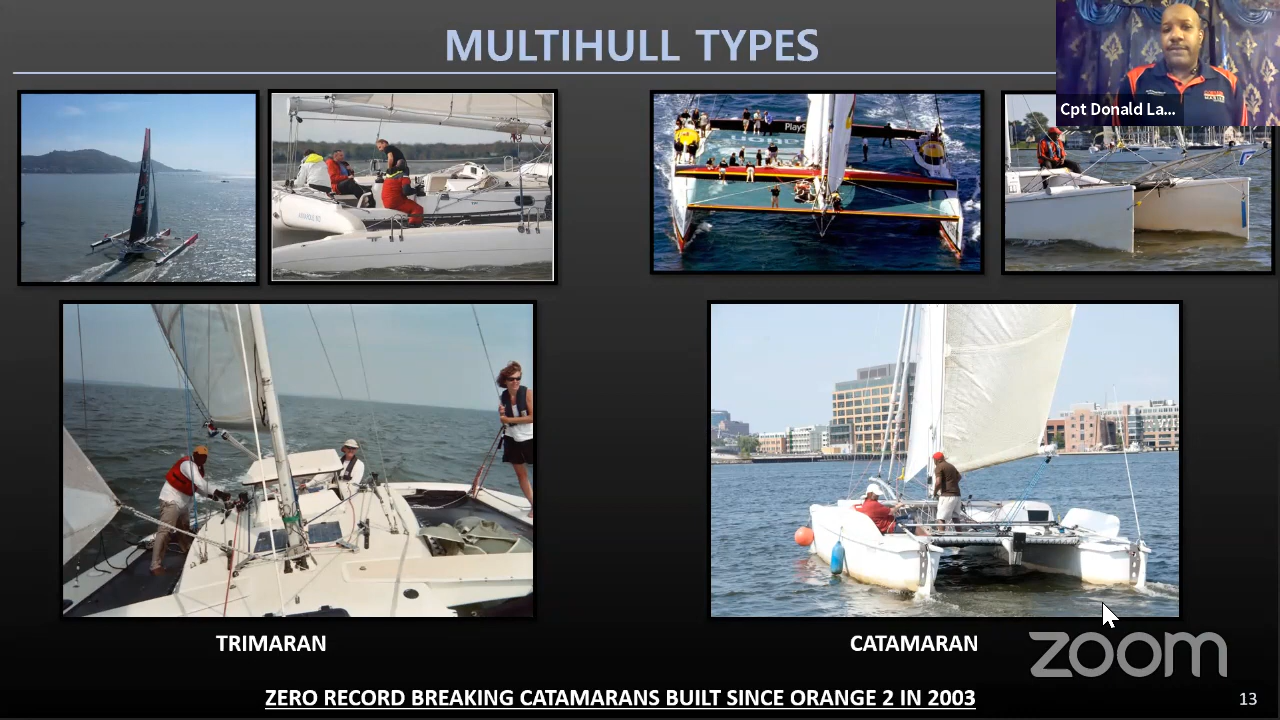 MULTIHULL TYPES
Cpt Donald La...
PlayS
TRIMARAN
CATAMARAN
zoom
ZERO RECORD BREAKING CATAMARANS BUILT SINCE ORANGE 2 IN 2003
13